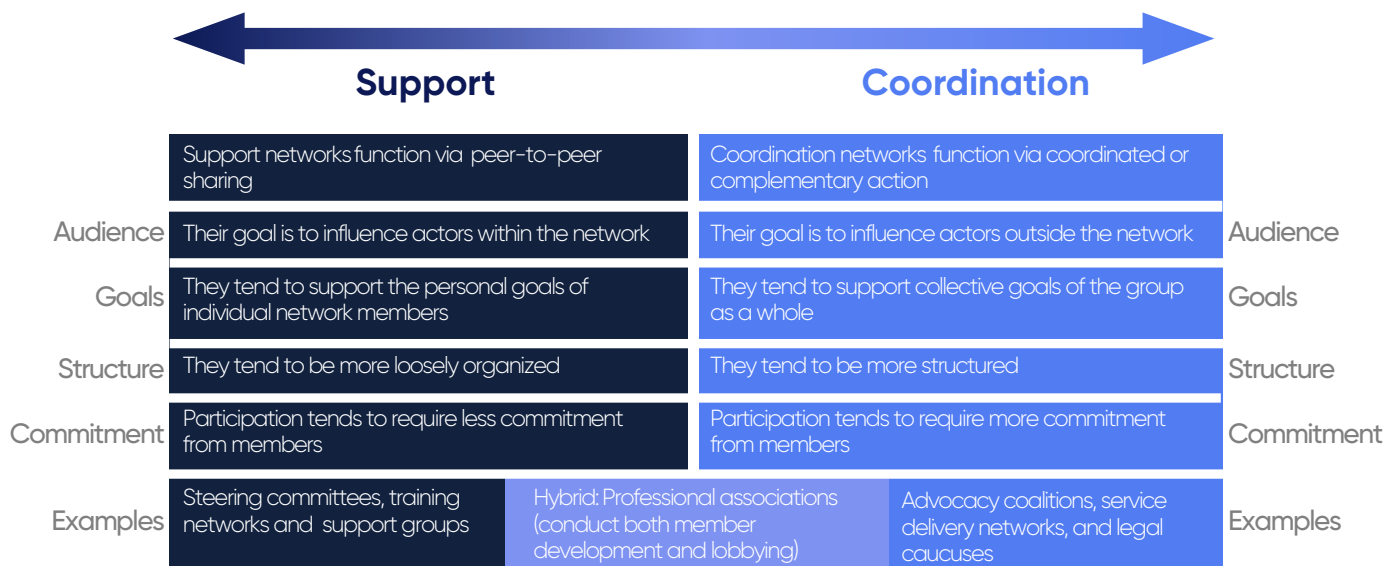 Support
Coordination
Support networks function via peer-to-peer
sharing
Coordination networks function via coordinated or
complementary action
Audience
Their goal is to influence actors within the network
Their goal is to influence actors outside the network
Audience
Goals
They tend to support the personal goals of
individual network members
They tend to support collective goals of the group
as a whole
Goals
Structure
They tend to be more loosely organized
They tend to be more structured
Structure
Commitment
Participation tends to require less commitment
from members
Participation tends to require more commitment
from members
Commitment
Examples
Steering committees, training
networks and support groups
Hybrid: Professional associations
(conduct both member
development and lobbying)
Advocacy coalitions, service
delivery networks, and legal
caucuses
Examples